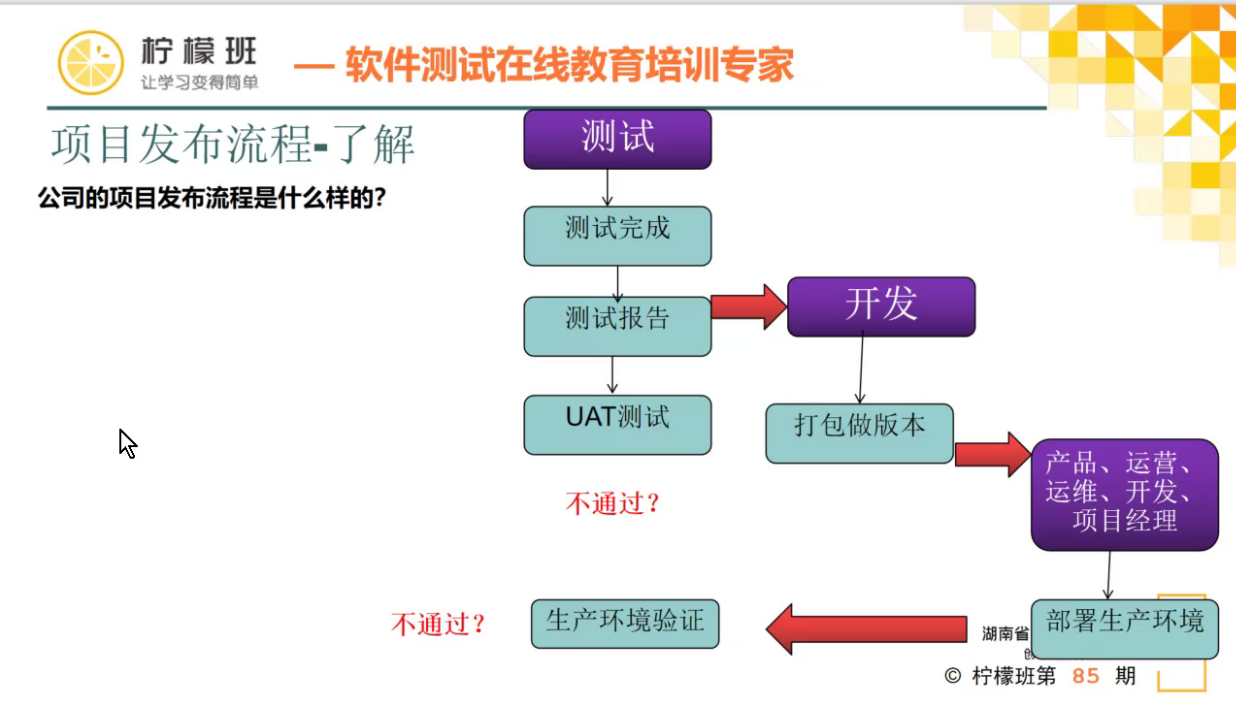 柠檬班
让学习变得简单
— 软件测试在线教育培训专家
项目发布流程-了解
公司的项目发布流程是什么样的?
测试
测试完成
测试报告
开发
UAT测试
打包做版本
产品、运营、
运维、开发、
项目经理
不通过?
不通过?
生产环境验证
部署生产环境
湖南省
创
© 柠檬班第 85 期